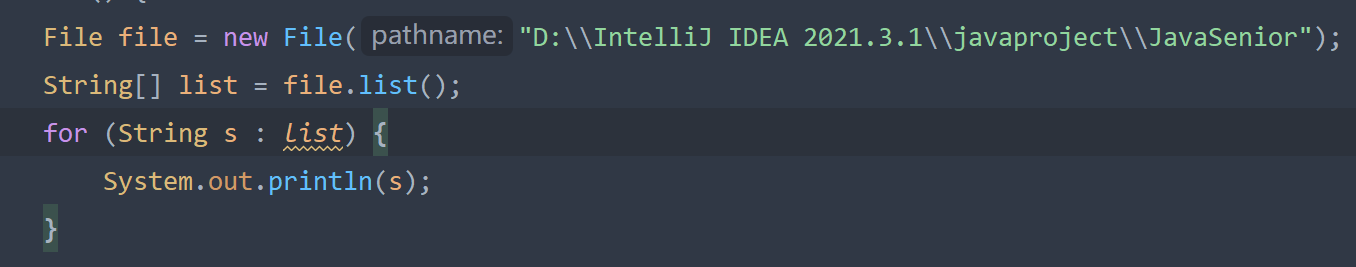 File file = new File( pathname: "D:\\IntelliJ IDEA 2021.3.1\\javaproject\\JavaSenior");
String[] list = file.list();
for (String s : list) {
System.out.println(s);
}